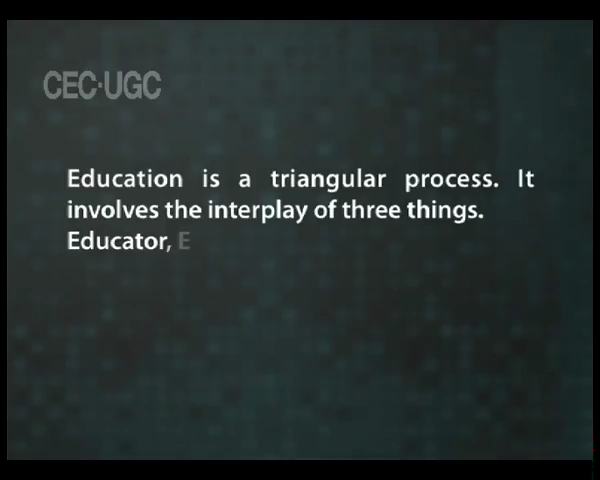 CEC-UGC
Education is a triangular process. It
involves the interplay of three things.
Educator, E